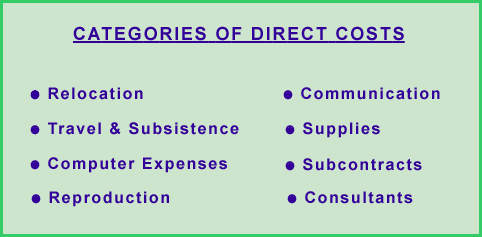 CATEGORIES OF DIRECT COSTS
• Relocation
• Travel & Subsistence
• Computer Expenses
• Reproduction
• Communication
• Supplies
• Subcontracts
• Consultants